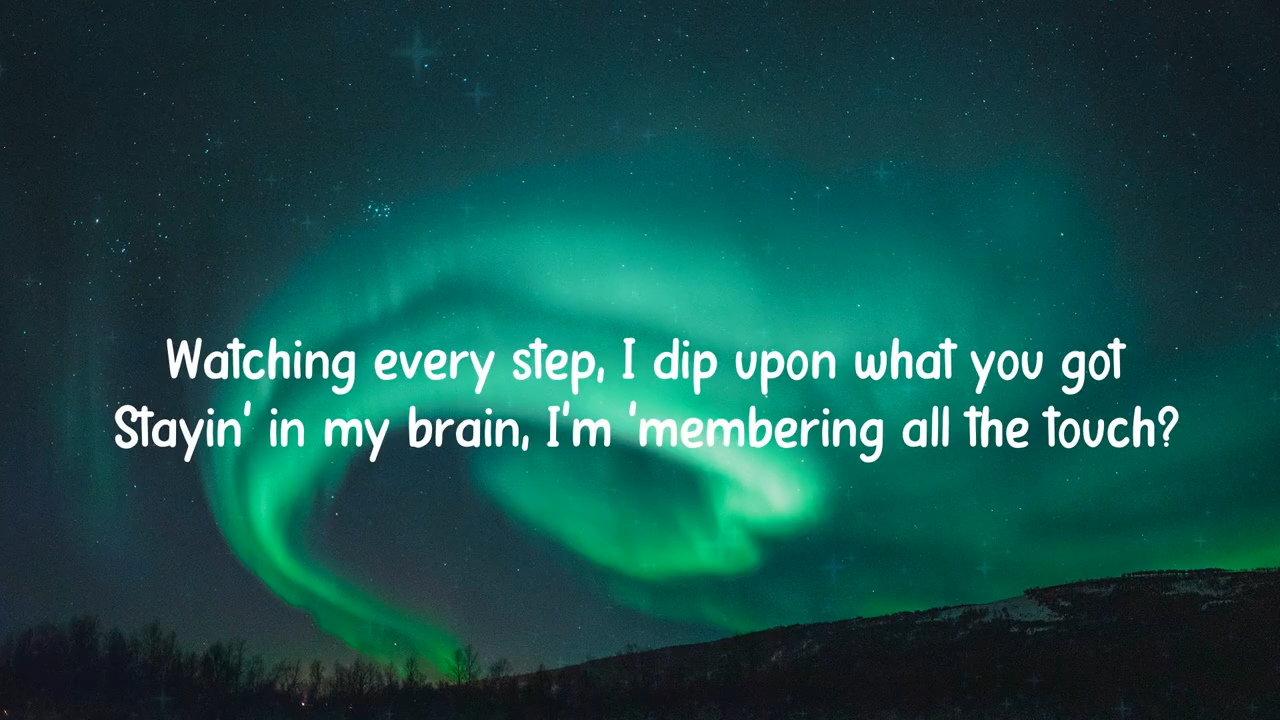 Watching every step, I dip upon what you got
Stayin' in my brain, I'm 'membering all the touch?